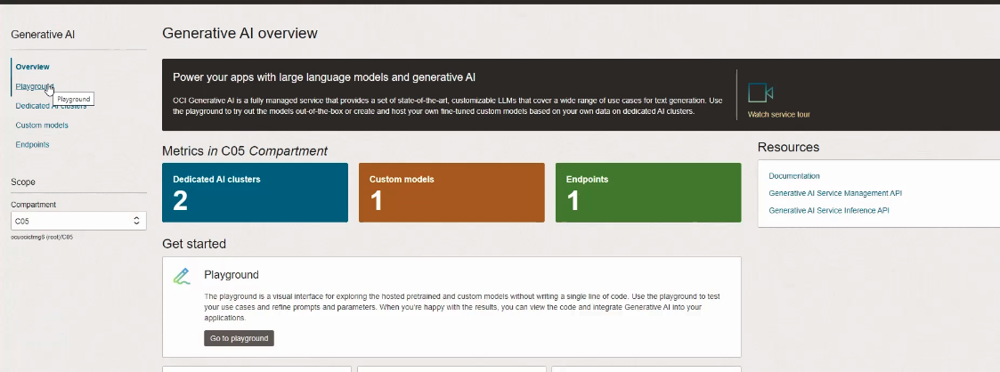 Generative AI
Overview
Playground
Playground
Dedicated AI clusters
Custom models
Endpoints
Scope
Compartment
C05
ocuocictrng6 (root)/C05
Generative AI overview
Power your apps with large language models and generative AI
OCI Generative AI is a fully managed service that provides a set of state-of-the-art, customizable LLMs that cover a wide range of use cases for text generation. Use
the playground to try out the models out-of-the-box or create and host your own fine-tuned custom models based on your own data on dedicated AI clusters.
Watch service tour
Metrics in C05 Compartment
Dedicated AI clusters
2
Custom models
1
Endpoints
1
Resources
Documentation
Generative AI Service Management API
Generative AI Service Inference API
Get started
Playground
The playground is a visual interface for exploring the hosted pretrained and custom models without writing a single line of code. Use the playground to test
your use cases and refine prompts and parameters. When you're happy with the results, you can view the code and integrate Generative AI into your
applications.
Go to playground